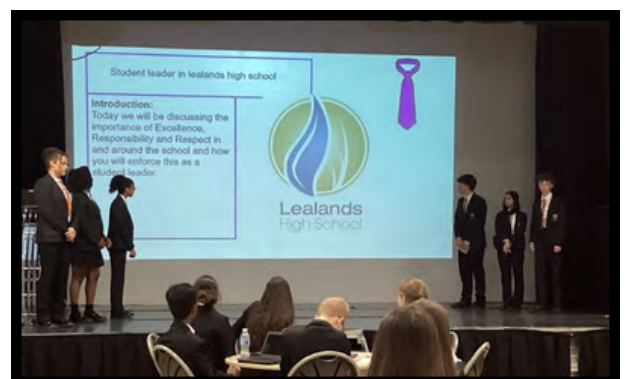 Student leader in lealands high school
Introduction:
Today we will be discussing the
importance of Excellence,
Responsibility and Respect in
and around the school and how
you will enforce this as a
student leader.
Lealands
High School